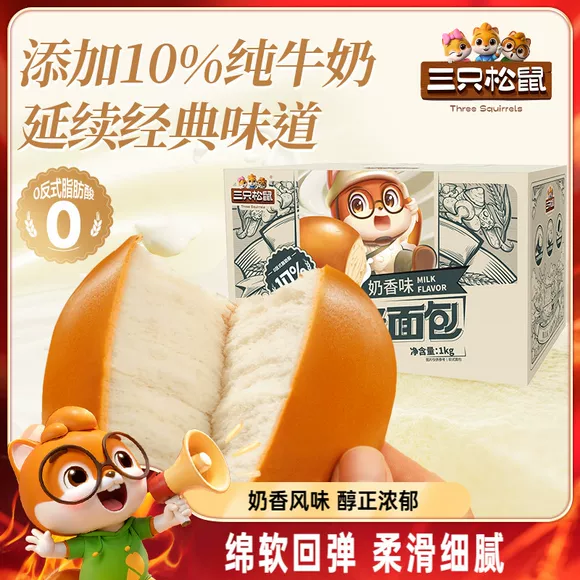 添加10%纯牛奶
延续经典味道
三只松鼠
Three Squirrels
0反式脂肪酸
0
三只松鼠
Three Squirrels
10%
奶香味
MILK
FLAVOR
面包
净含量:1kg
奶香风味 醇正浓郁
绵软回弹 柔滑细腻